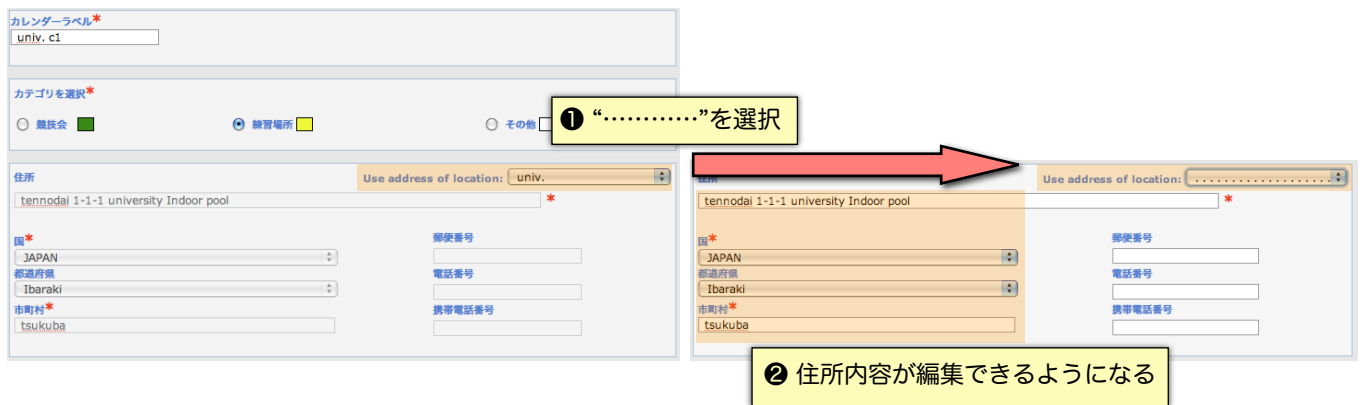 カレンダーラベル*
univ. c1
カテゴリを選択*
競技会
練習場所
その他
❶ “…………”を選択
住所
Use address of location: univ.
tennodai 1-1-1 university Indoor pool *
国*
JAPAN
都道府県
Ibaraki
市町村*
tsukuba
郵便番号
電話番号
携帯電話番号
住所
Use address of location: ...................
tennodai 1-1-1 university Indoor pool *
国*
JAPAN
都道府県
Ibaraki
市町村*
tsukuba
郵便番号
電話番号
携帯電話番号
❷ 住所内容が編集できるようになる